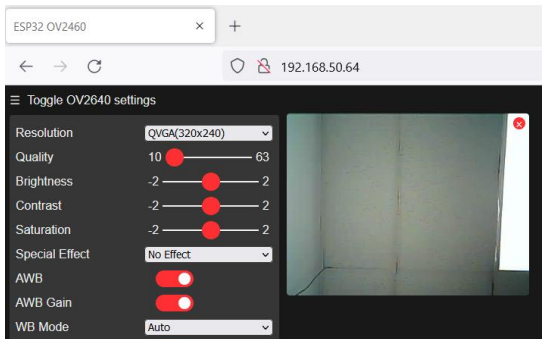 ESP32 OV2460
192.168.50.64
☰ Toggle OV2640 settings
Resolution QVGA(320x240)
Quality 10 63
Brightness -2 2
Contrast -2 2
Saturation -2 2
Special Effect No Effect
AWB
AWB Gain
WB Mode Auto